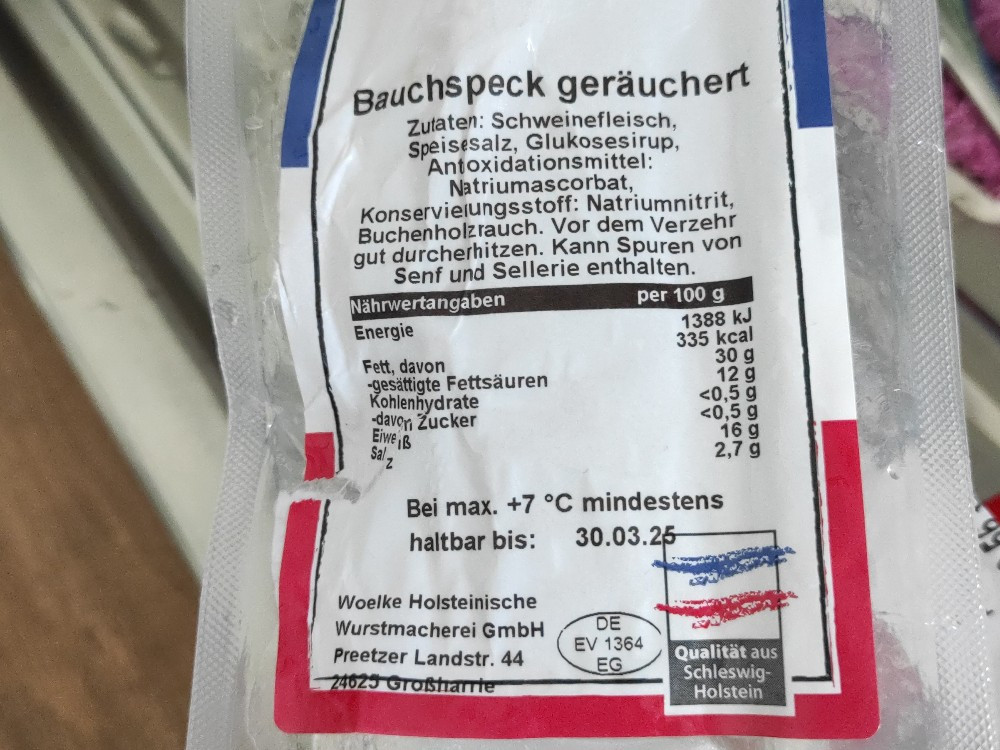 Bauchspeck geräuchert
Zutaten: Schweinefleisch,
Speisesalz, Glukosesirup,
Antioxidationsmittel:
Natriumascorbat,
Konservierungsstoff: Natriumnitrit,
Buchenholzrauch. Vor dem Verzehr
gut durcherhitzen. Kann Spuren von
Senf und Sellerie enthalten.
Nährwertangaben per 100 g
Energie 1388 kJ
335 kcal
Fett, davon 30 g
-gesättigte Fettsäuren 12 g
Kohlenhydrate <0,5 g
-davon Zucker <0,5 g
Eiweiß 16 g
Salz 2,7 g
Bei max. +7 °C mindestens
haltbar bis: 30.03.25
Woelke Holsteinische
Wurstmacherei GmbH
Preetzer Landstr. 44
24625 Großharrie
DE
EV 1364
EG
Qualität aus
Schleswig-
Holstein